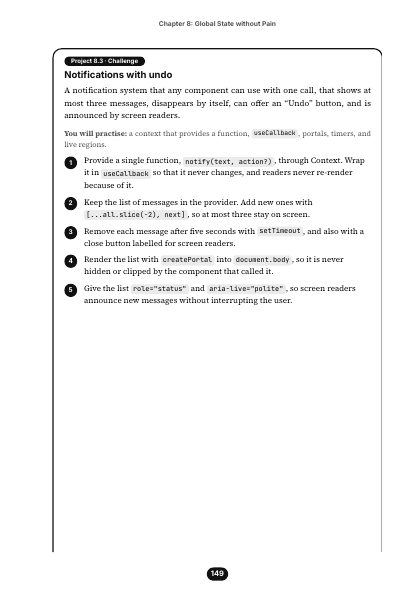 Chapter 8: Global State without Pain
Project 8.3 · Challenge
Notifications with undo
A notification system that any component can use with one call, that shows at
most three messages, disappears by itself, can offer an “Undo” button, and is
announced by screen readers.
You will practise: a context that provides a function, useCallback, portals, timers, and
live regions.
1 Provide a single function, notify(text, action?), through Context. Wrap
it in useCallback so that it never changes, and readers never re-render
because of it.
2 Keep the list of messages in the provider. Add new ones with
[...all.slice(-2), next], so at most three stay on screen.
3 Remove each message after five seconds with setTimeout, and also with a
close button labelled for screen readers.
4 Render the list with createPortal into document.body, so it is never
hidden or clipped by the component that called it.
5 Give the list role="status" and aria-live="polite", so screen readers
announce new messages without interrupting the user.
149